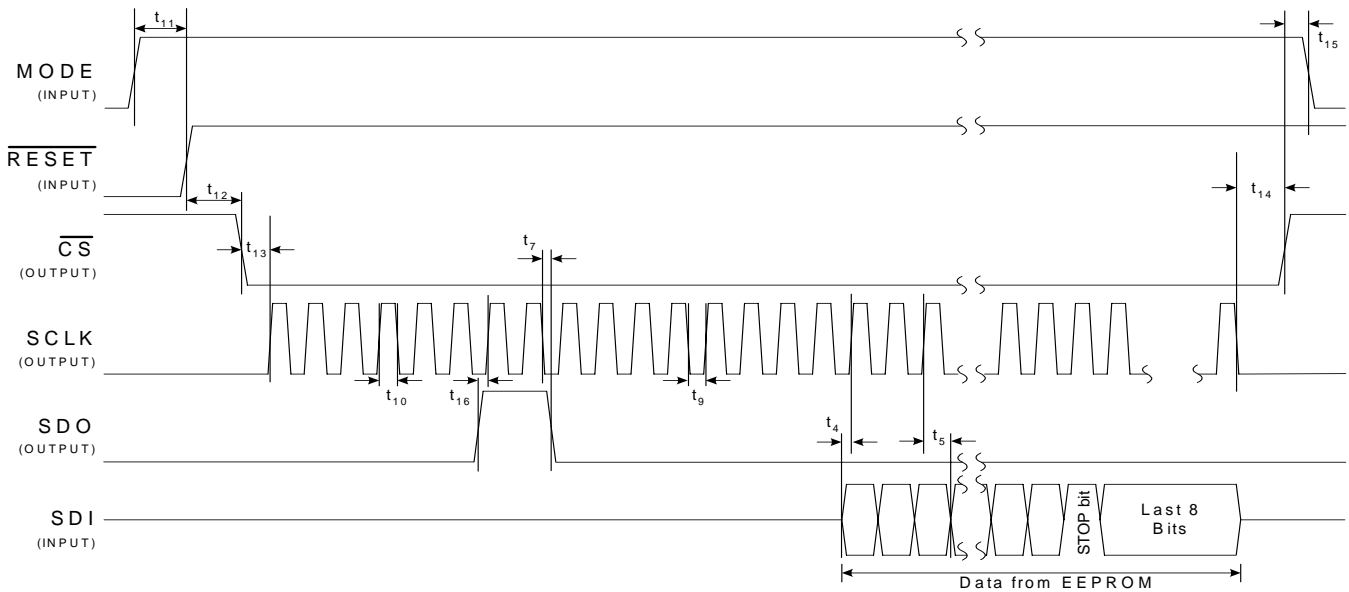 t11
t15
MODE
(INPUT)
RESET
(INPUT)
t12
t14
CS
(OUTPUT)
t13
t7
SCLK
(OUTPUT)
t10
t16
t9
SDO
(OUTPUT)
t4
t5
SDI
(INPUT)
STOP bit
Last 8
Bits
Data from EEPROM